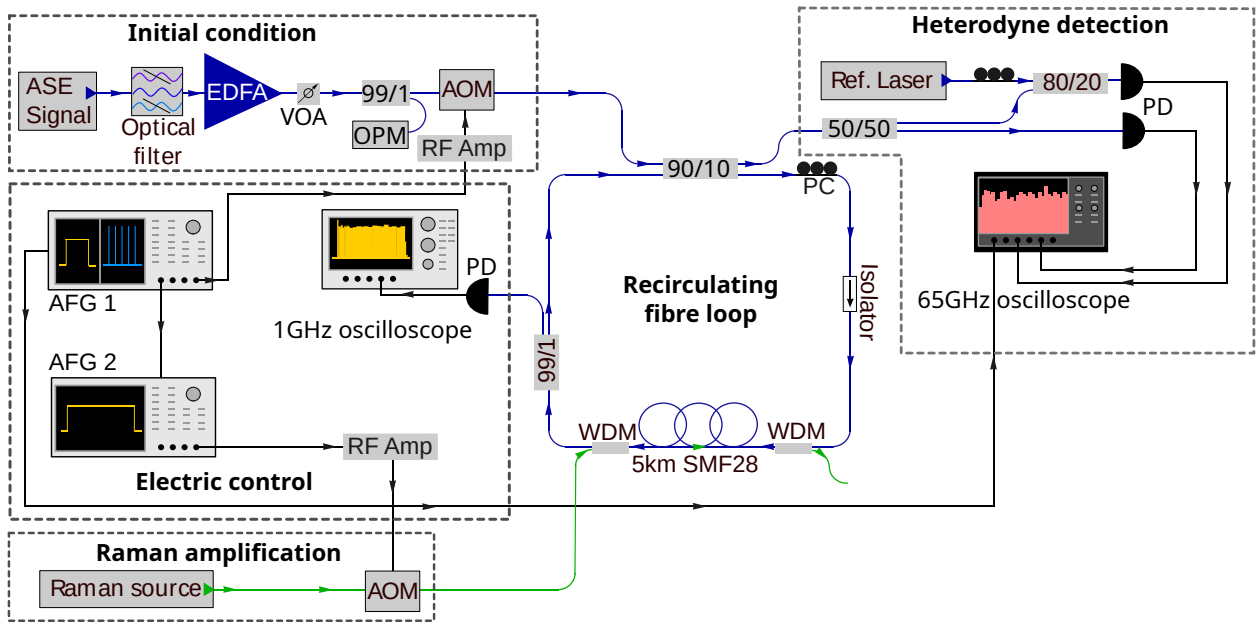 Initial condition
ASE
Signal
Optical
filter
EDFA
VOA
99/1
OPM
AOM
RF Amp
Heterodyne detection
Ref. Laser
80/20
PD
50/50
65GHz oscilloscope
90/10
PC
Isolator
Recirculating
fibre loop
99/1
WDM
WDM
5km SMF28
AFG 1
PD
1GHz oscilloscope
AFG 2
RF Amp
Electric control
Raman amplification
Raman source
AOM